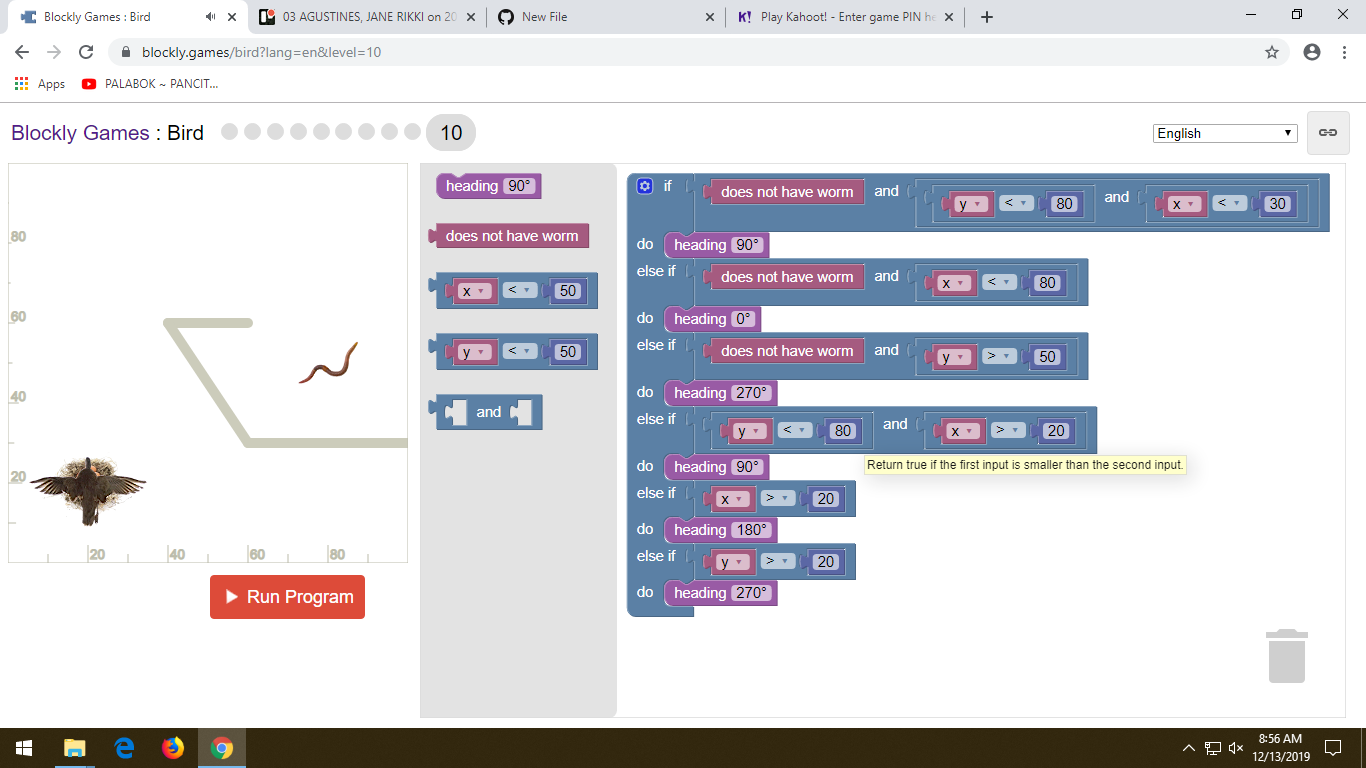 Blockly Games : Bird
03 AGUSTINES, JANE RIKKI on 20
New File
K! Play Kahoot! - Enter game PIN he
blockly.games/bird?lang=en&level=10
Apps
PALABOK ~ PANCIT...
Blockly Games : Bird
10
English
80
60
40
20
20
40
60
80
Run Program
heading 90°
does not have worm
x < 50
y < 50
and
if does not have worm and y < 80 and x < 30
do heading 90°
else if does not have worm and x < 80
do heading 0°
else if does not have worm and y > 50
do heading 270°
else if y < 80 and x > 20
do heading 90°
Return true if the first input is smaller than the second input.
else if x > 20
do heading 180°
else if y > 20
do heading 270°
8:56 AM
12/13/2019